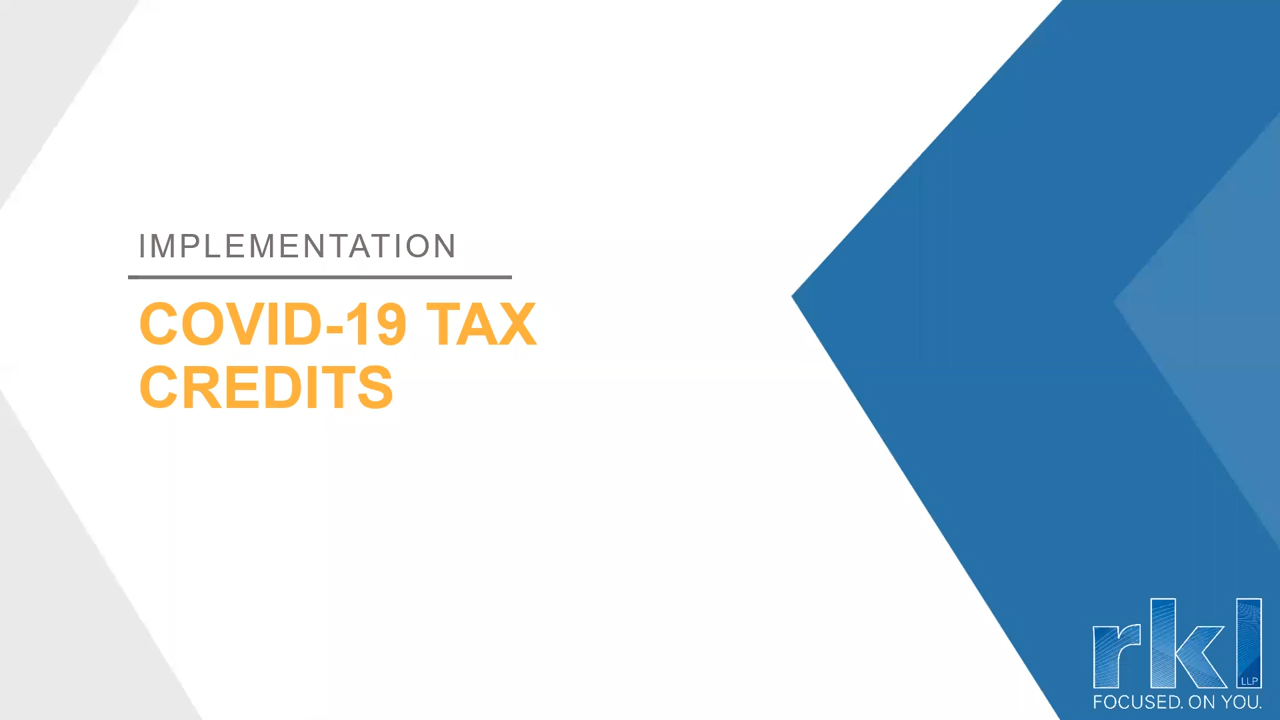 IMPLEMENTATION
COVID-19 TAX
CREDITS
rkl
LLP
FOCUSED. ON YOU.